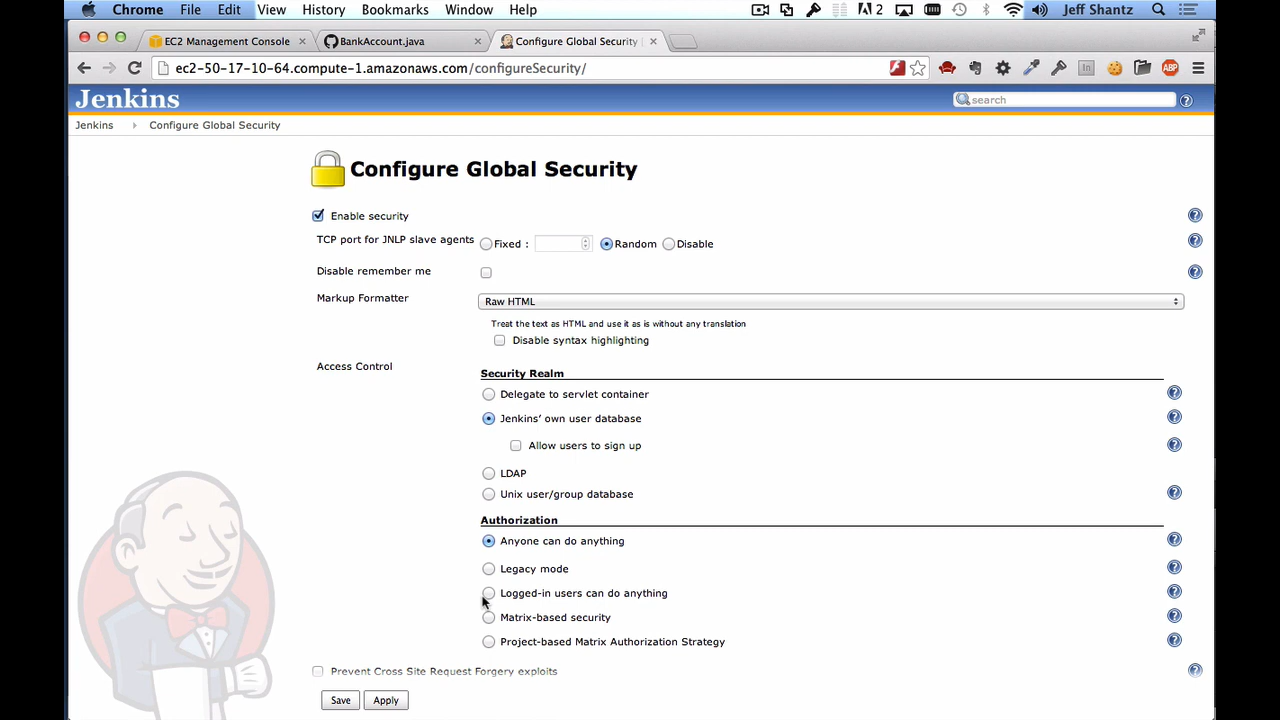 Chrome File Edit View History Bookmarks Window Help 2 Jeff Shantz
EC2 Management Console BankAccount.java Configure Global Security
ec2-50-17-10-64.compute-1.amazonaws.com/configureSecurity/ In ABP
Jenkins search
Jenkins Configure Global Security
Configure Global Security
Enable security
TCP port for JNLP slave agents Fixed : Random Disable
Disable remember me
Markup Formatter Raw HTML
Treat the text as HTML and use it as is without any translation
Disable syntax highlighting
Access Control
Security Realm
Delegate to servlet container
Jenkins' own user database
Allow users to sign up
LDAP
Unix user/group database
Authorization
Anyone can do anything
Legacy mode
Logged-in users can do anything
Matrix-based security
Project-based Matrix Authorization Strategy
Prevent Cross Site Request Forgery exploits
Save Apply